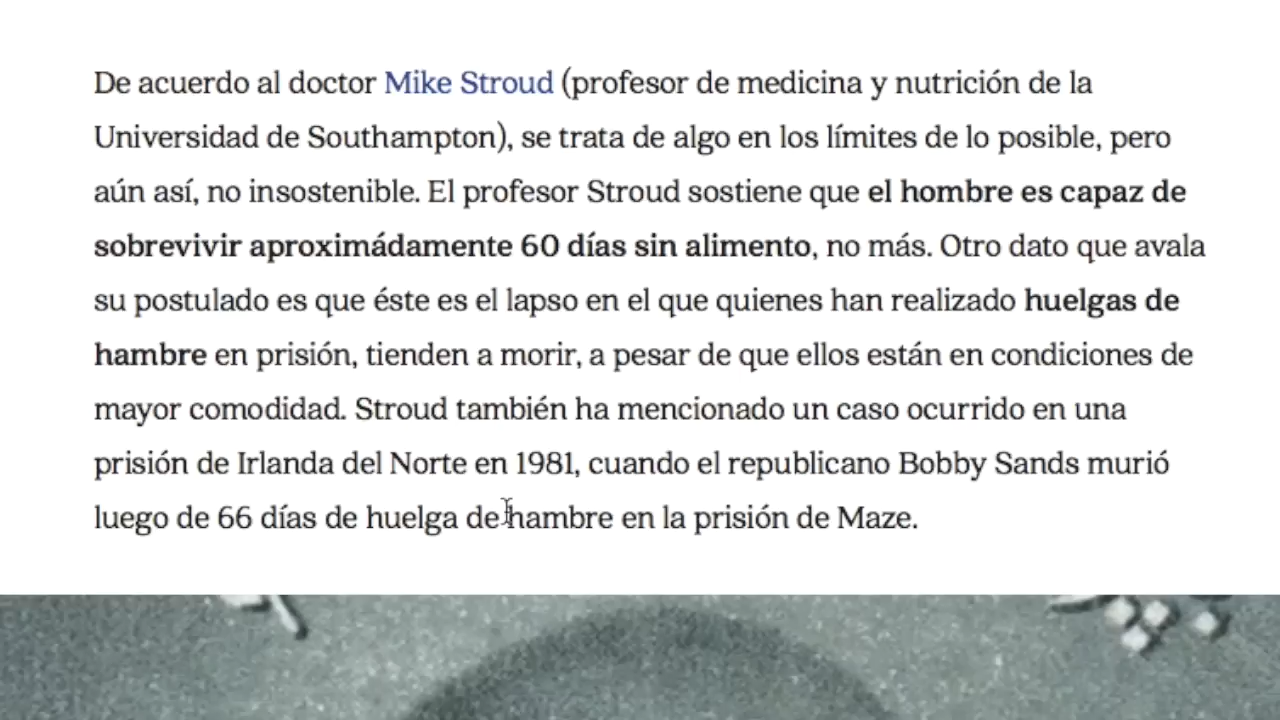 De acuerdo al doctor Mike Stroud (profesor de medicina y nutrición de la
Universidad de Southampton), se trata de algo en los límites de lo posible, pero
aún así, no insostenible. El profesor Stroud sostiene que el hombre es capaz de
sobrevivir aproximádamente 60 días sin alimento, no más. Otro dato que avala
su postulado es que éste es el lapso en el que quienes han realizado huelgas de
hambre en prisión, tienden a morir, a pesar de que ellos están en condiciones de
mayor comodidad. Stroud también ha mencionado un caso ocurrido en una
prisión de Irlanda del Norte en 1981, cuando el republicano Bobby Sands murió
luego de 66 días de huelga de hambre en la prisión de Maze.